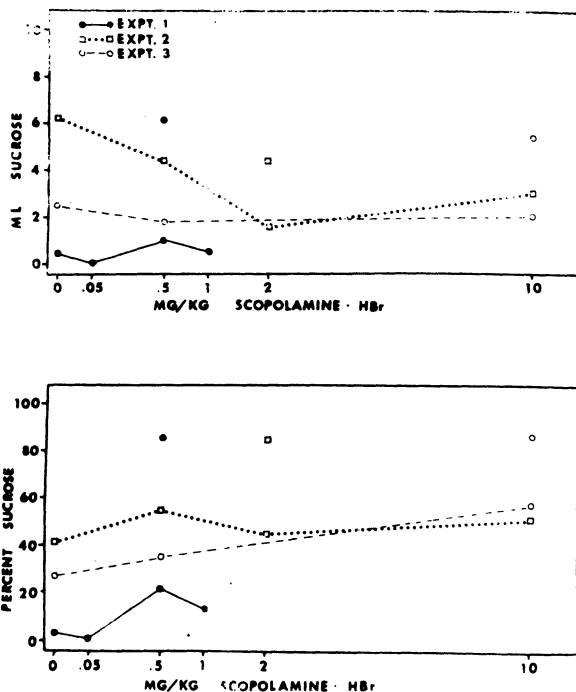 EXPT. 1
EXPT. 2
EXPT. 3
10
8
6
4
2
0
ML SUCROSE
0 .05 .5 1 2 10
MG/KG SCOPOLAMINE · HBr
100
80
60
40
20
0
PERCENT SUCROSE
0 .05 .5 1 2 10
MG/KG SCOPOLAMINE · HBr